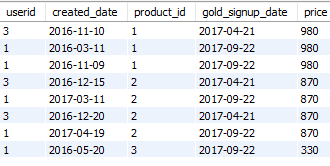 userid created_date product_id gold_signup_date price
3 2016-11-10 1 2017-04-21 980
1 2016-03-11 1 2017-09-22 980
1 2016-11-09 1 2017-09-22 980
3 2016-12-15 2 2017-04-21 870
1 2017-03-11 2 2017-09-22 870
3 2016-12-20 2 2017-04-21 870
1 2017-04-19 2 2017-09-22 870
1 2016-05-20 3 2017-09-22 330